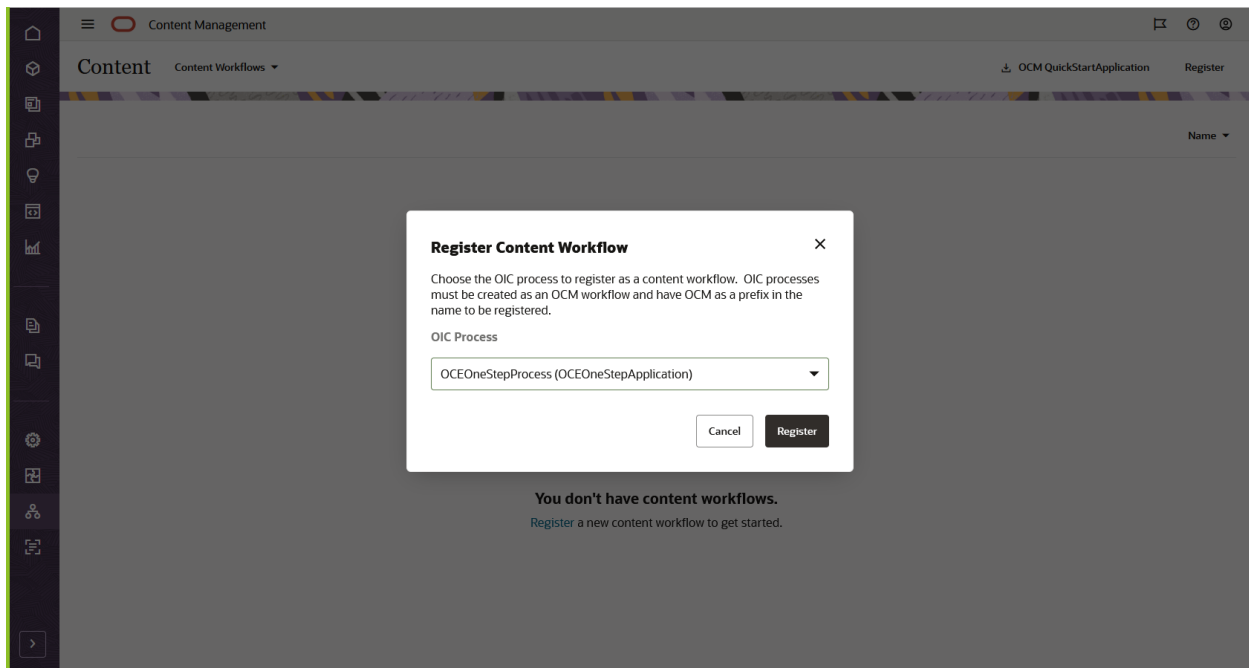 Content Management
Content
Content Workflows
OCM QuickStartApplication
Register
Name
Register Content Workflow
Choose the OIC process to register as a content workflow. OIC processes
must be created as an OCM workflow and have OCM as a prefix in the
name to be registered.
OIC Process
OCEOneStepProcess (OCEOneStepApplication)
Cancel
Register
You don't have content workflows.
Register a new content workflow to get started.